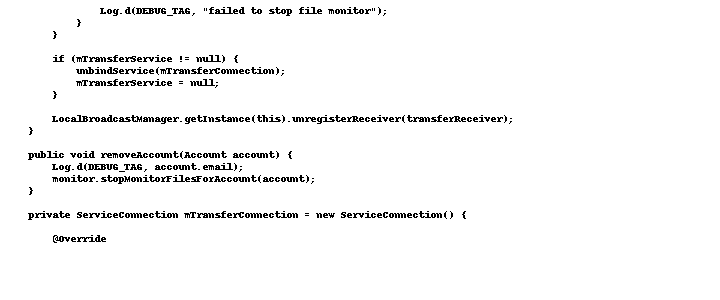 Log.d(DEBUG_TAG, "failed to stop file monitor");
}
}
if (mTransferService != null) {
unbindService(mTransferConnection);
mTransferService = null;
}
LocalBroadcastManager.getInstance(this).unregisterReceiver(transferReceiver);
}
public void removeAccount(Account account) {
Log.d(DEBUG_TAG, account.email);
monitor.stopMonitorFilesForAccount(account);
}
private ServiceConnection mTransferConnection = new ServiceConnection() {
@Override